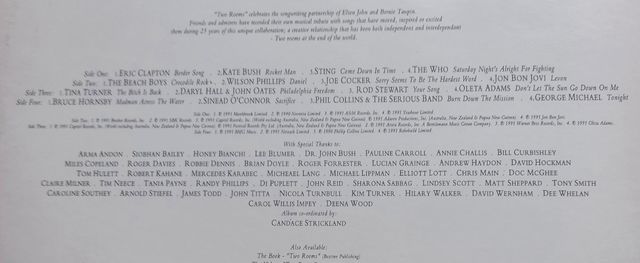 "Two Rooms" celebrates the songwriting partnership of Elton John and Bernie Taupin.
Friends and admirers have recorded their own musical tribute with songs that have moved, inspired or excited
them during 25 years of this unique collaboration; a creative relationship that has been both independent and interdependent
- Two rooms at the end of the world.
Side One: 1.ERIC CLAPTON Border Song . 2.KATE BUSH Rocket Man . 3.STING Come Down In Time . 4.THE WHO Saturday Night's Alright For Fighting
Side Two: 1.THE BEACH BOYS Crocodile Rock . 2.WILSON PHILLIPS Daniel . 3.JOE COCKER Sorry Seems To Be The Hardest Word . 4.JON BON JOVI Levon
Side Three: 1.TINA TURNER The Bitch Is Back . 2.DARYL HALL & JOHN OATES Philadelphia Freedom . 3. ROD STEWART Your Song . 4.OLETA ADAMS Don't Let The Sun Go Down On Me
Side Four: 1.BRUCE HORNSBY Madman Across The Water . 2.SINEAD O'CONNOR Sacrifice . 3.PHIL COLLINS & THE SERIOUS BAND Burn Down The Mission . 4.GEORGE MICHAEL Tonight
With Special Thanks to:
ARMA ANDON . SIOBHAN BAILEY . HONEY BIANCHI . LEE BLUMER . DR. JOHN BUSH . PAULINE CARROLL . ANNIE CHALLIS . BILL CURBISHLEY
MILES COPELAND . ROGER DAVIES . ROBBIE DENNIS . BRIAN DOYLE . ROGER FORRESTER . LUCIAN GRAINGE . ANDREW HAYDON . DAVID HOCKMAN
TOM HULETT . ROBERT KAHANE . MERCEDES KARABEC . MICHEAEL LANG . MICHAEL LIPPMAN . ELLIOTT LOTT . CHRIS MAIN . DOC MCGHEE
CLAIRE MILNER . TIM NEECE . TANIA PAYNE . RANDY PHILLIPS . DI PUPLETT . JOHN REID . SHARONA SABBAG . LINDSEY SCOTT . MATT SHEPPARD . TONY SMITH
CAROLINE SOUTHEY . ARNOLD STIEFEL . JAMES TODD . JOHN TITTA . NICOLA TURNBULL . KIM TURNER . HILARY WALKER . DAVID WERNHAM . DEE WHELAN
CAROL WILLIS IMPEY . DEENA WOOD
Album co-ordinated by:
CANDACE STRICKLAND
Also Available:
The Book - "Two Rooms" (Boxtree Publishing)